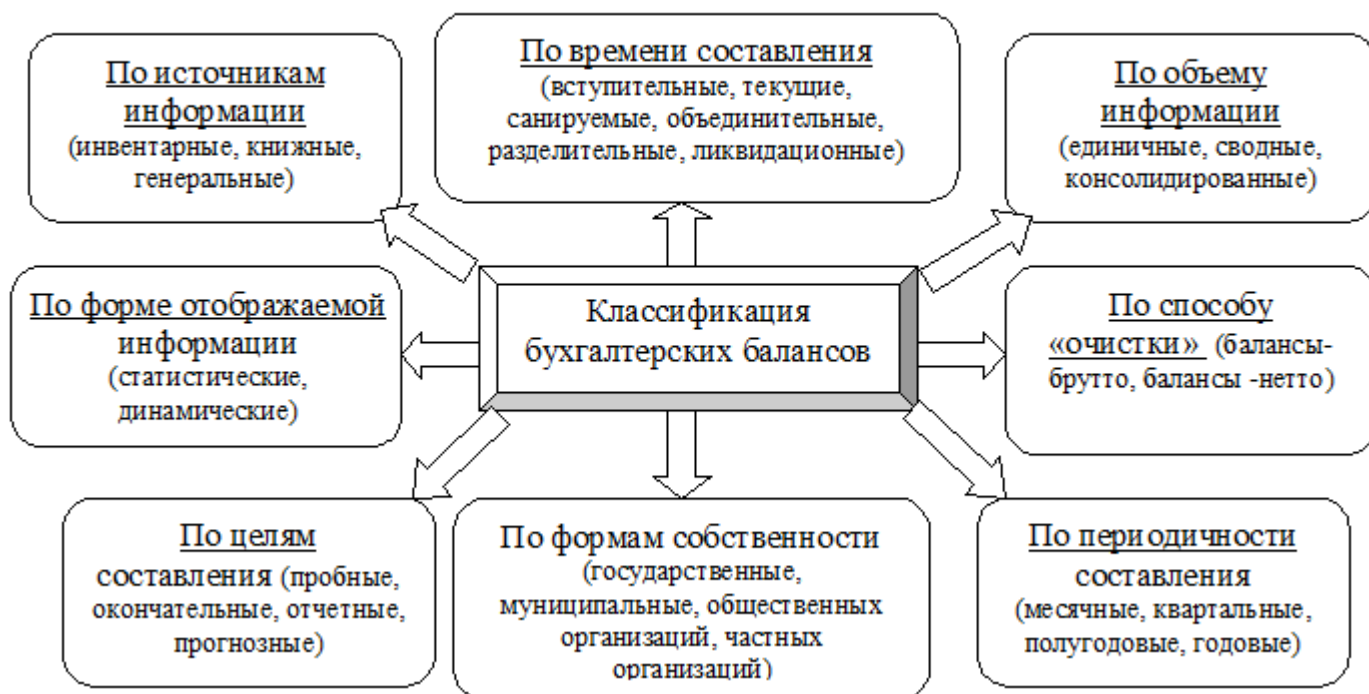 По источникам
информации
(инвентарные, книжные,
генеральные)
По времени составления
(вступительные, текущие,
санируемые, объединительные,
разделительные, ликвидационные)
По объему
информации
(единичные, сводные,
консолидированные)
По форме отображаемой
информации
(статистические,
динамические)
Классификация
бухгалтерских балансов
По способу
«очистки» (балансы-
брутто, балансы -нетто)
По целям
составления (пробные,
окончательные, отчетные,
прогнозные)
По формам собственности
(государственные,
муниципальные, общественных
организаций, частных
организаций)
По периодичности
составления
(месячные, квартальные,
полугодовые, годовые)